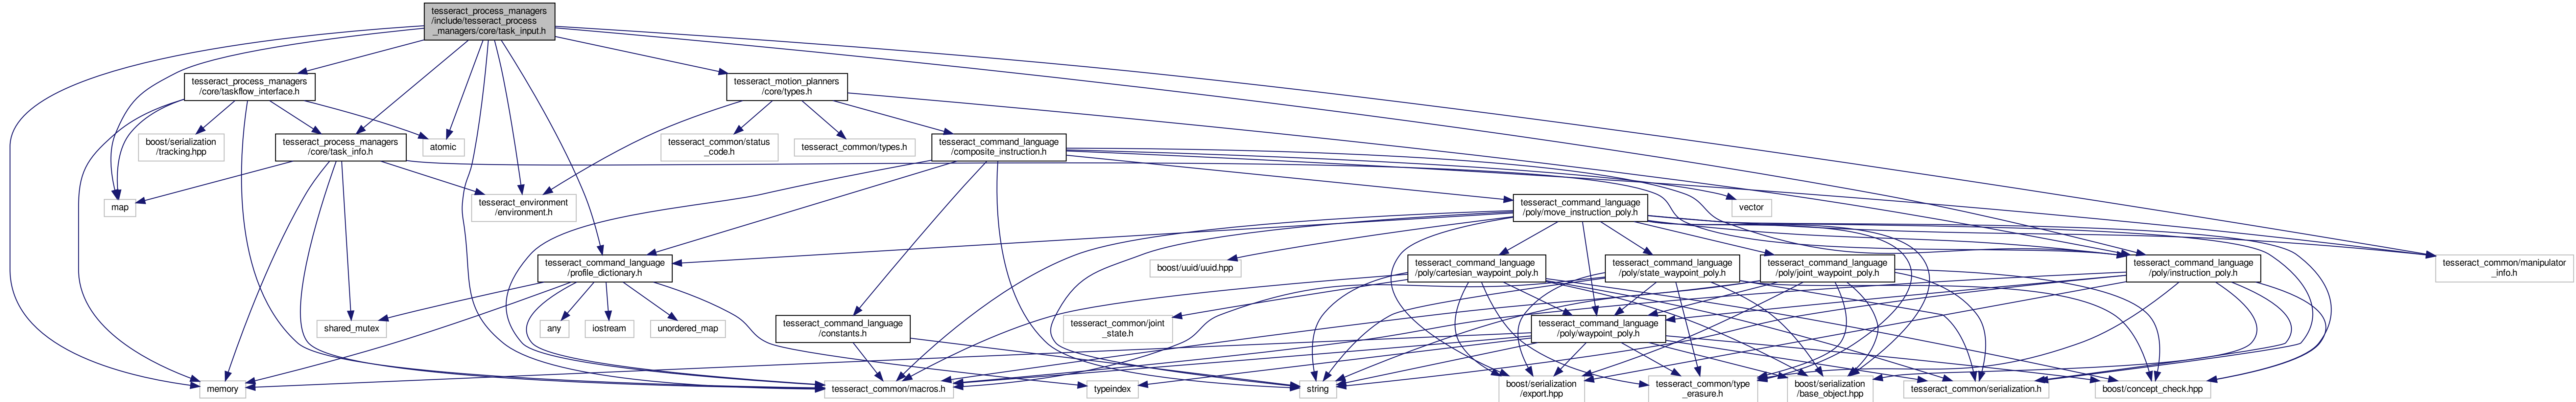 tesseract_process_managers
/include/tesseract_process
_managers/core/task_input.h
tesseract_process_managers
/core/taskflow_interface.h
tesseract_motion_planners
/core/types.h
boost/serialization
/tracking.hpp
tesseract_process_managers
/core/task_info.h
atomic
tesseract_common/status
_code.h
tesseract_common/types.h
tesseract_command_language
/composite_instruction.h
map
tesseract_environment
/environment.h
tesseract_command_language
/poly/move_instruction_poly.h
vector
tesseract_command_language
/profile_dictionary.h
boost/uuid/uuid.hpp
tesseract_command_language
/poly/cartesian_waypoint_poly.h
tesseract_command_language
/poly/state_waypoint_poly.h
tesseract_command_language
/poly/joint_waypoint_poly.h
tesseract_command_language
/poly/instruction_poly.h
tesseract_common/manipulator
_info.h
shared_mutex
any
iostream
unordered_map
tesseract_command_language
/constants.h
tesseract_common/joint
_state.h
tesseract_command_language
/poly/waypoint_poly.h
memory
tesseract_common/macros.h
typeindex
string
boost/serialization
/export.hpp
tesseract_common/type
_erasure.h
boost/serialization
/base_object.hpp
tesseract_common/serialization.h
boost/concept_check.hpp